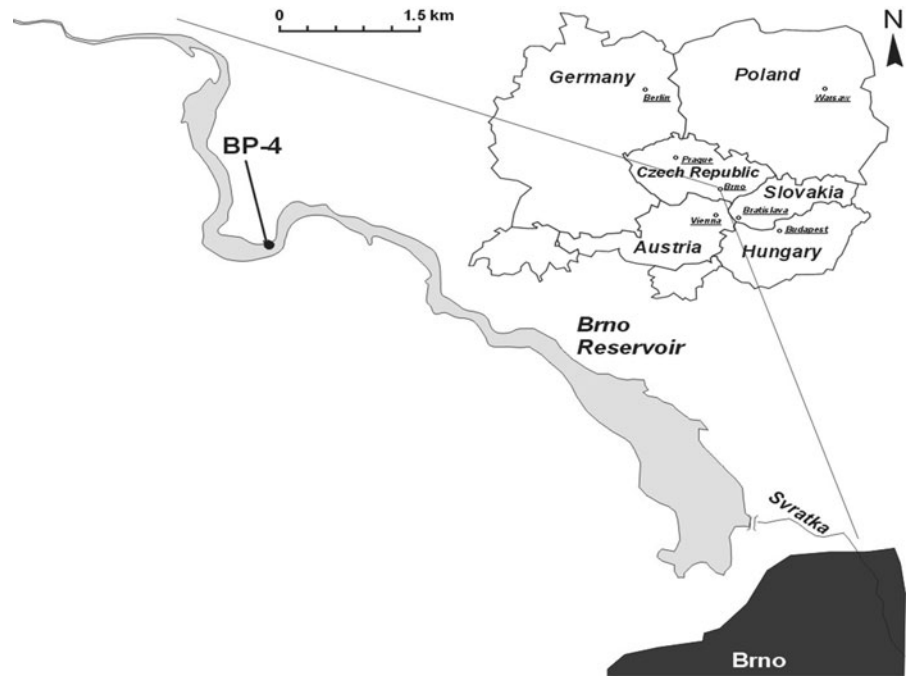 0 1.5 km
N
Germany
Poland
Berlin
Warsaw
BP-4
Prague
Czech Republic
Brno
Slovakia
Vienna
Bratislava
Budapest
Austria
Hungary
Brno
Reservoir
Svratka
Brno